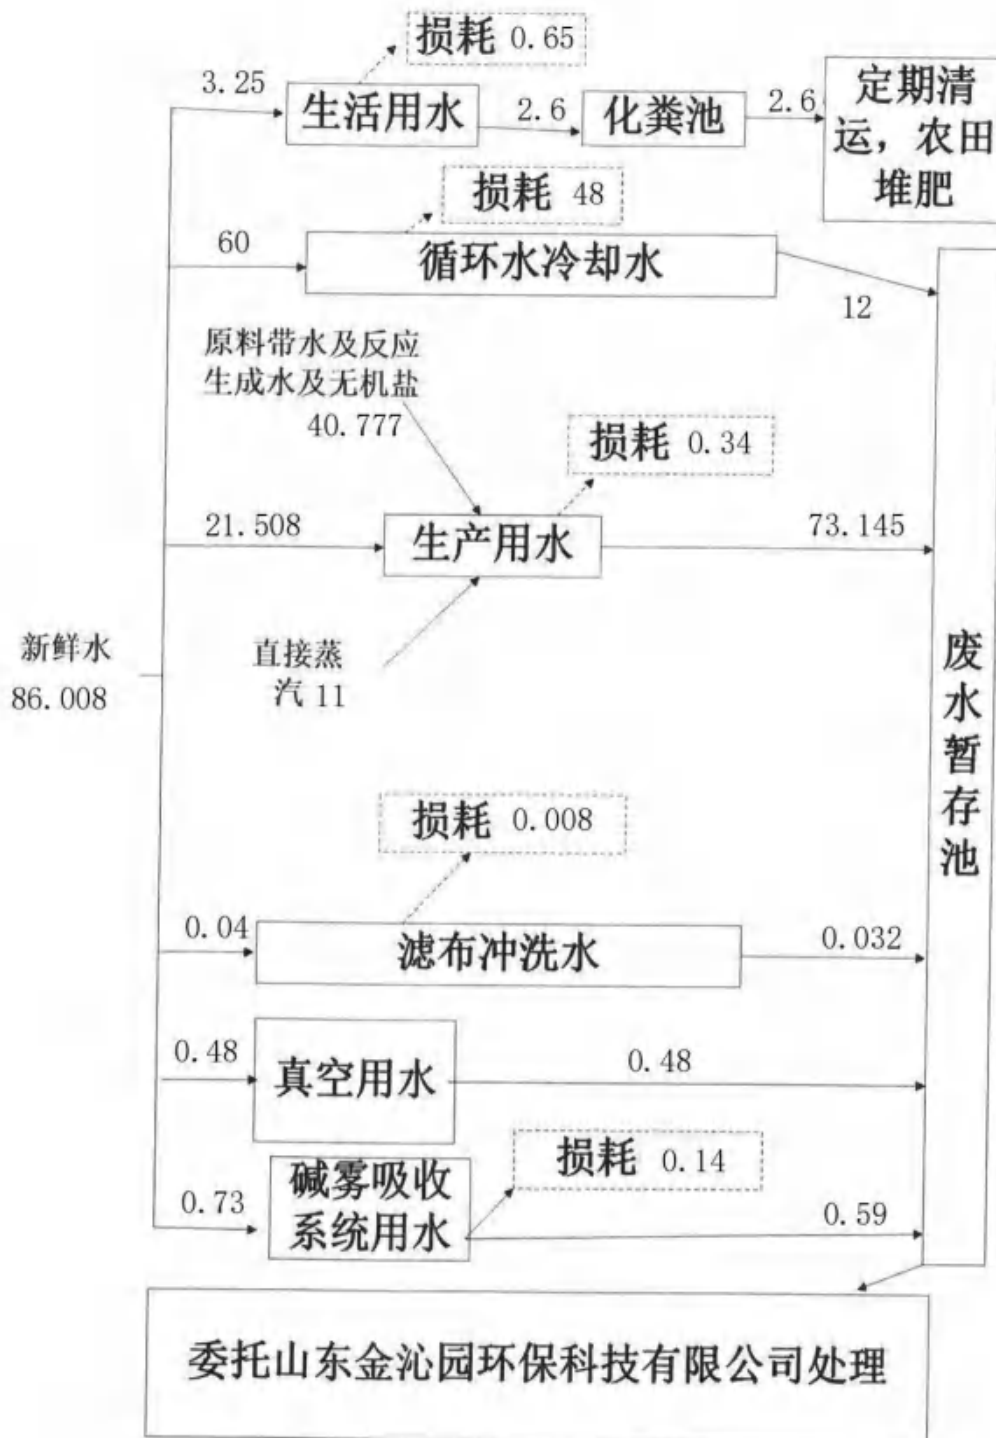 损耗 0.65
3.25
生活用水
2.6
化粪池
2.6
定期清
运，农田
堆肥
损耗 48
60
循环水冷却水
12
原料带水及反应
生成水及无机盐
40.777
损耗 0.34
21.508
生产用水
73.145
新鲜水
86.008
直接蒸
汽 11
废水暂存池
损耗 0.008
0.04
滤布冲洗水
0.032
0.48
真空用水
0.48
损耗 0.14
0.73
碱雾吸收
系统用水
0.59
委托山东金沁园环保科技有限公司处理